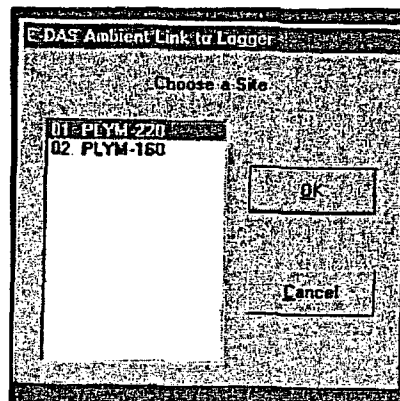 E-DAS Ambient Link to Logger
Choose a Site
01. PLYM-220
02. PLYM-160
OK
Cancel